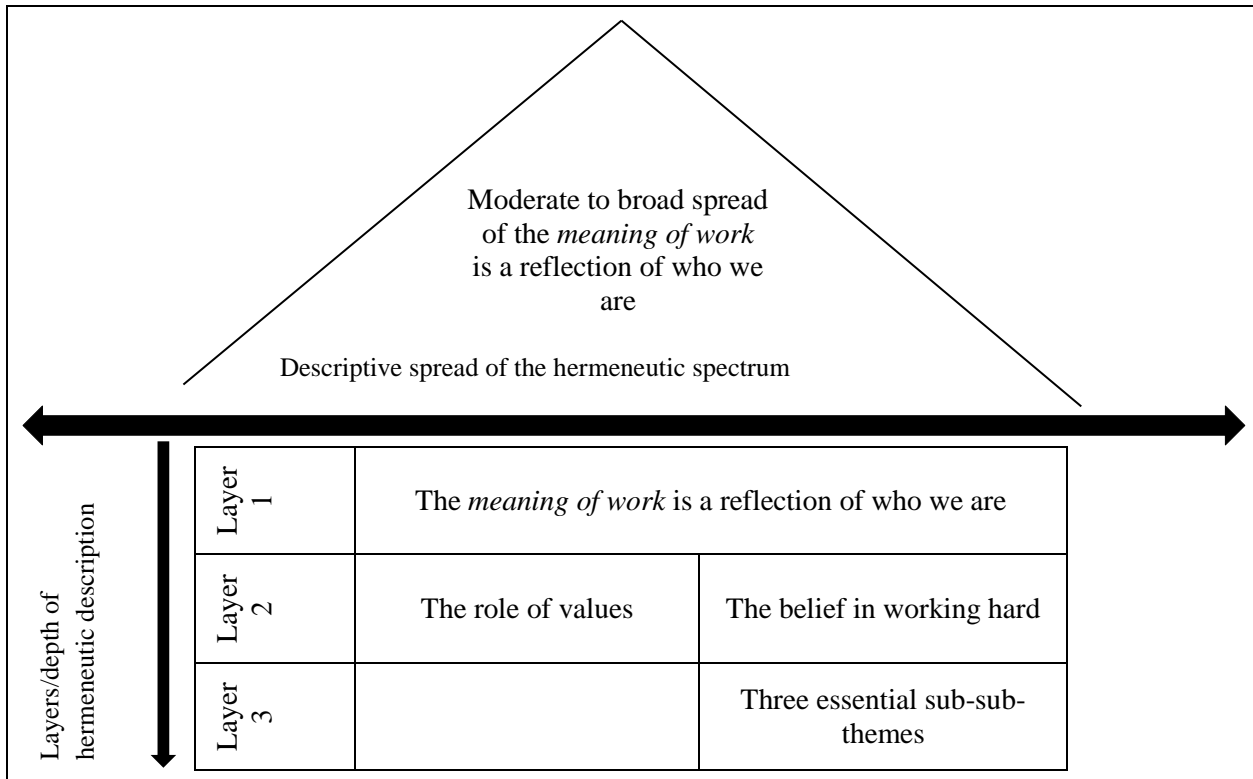 Moderate to broad spread
of the meaning of work
is a reflection of who we
are
Descriptive spread of the hermeneutic spectrum
Layers/depth of
hermeneutic description
Layer
1
The meaning of work is a reflection of who we are
Layer
2
The role of values
The belief in working hard
Layer
3
Three essential sub-sub-
themes